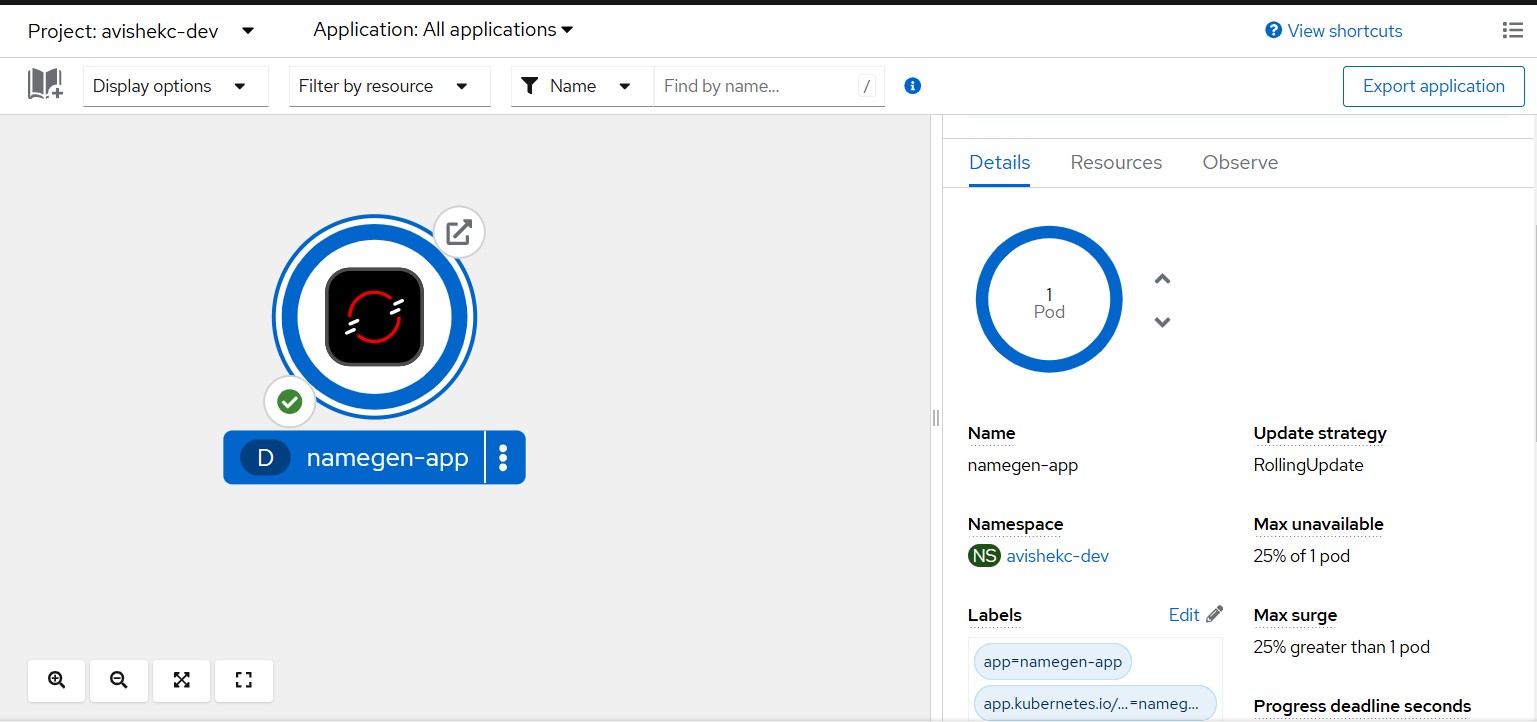 Project: avishekc-dev
Application: All applications
View shortcuts
Display options
Filter by resource
Name
Find by name...
/
Export application
Details
Resources
Observe
1
Pod
D
namegen-app
Name
namegen-app
Update strategy
RollingUpdate
Namespace
NS avishekc-dev
Max unavailable
25% of 1 pod
Labels
Edit
app=namegen-app
app.kubernetes.io/...=nameg...
Max surge
25% greater than 1 pod
Progress deadline seconds